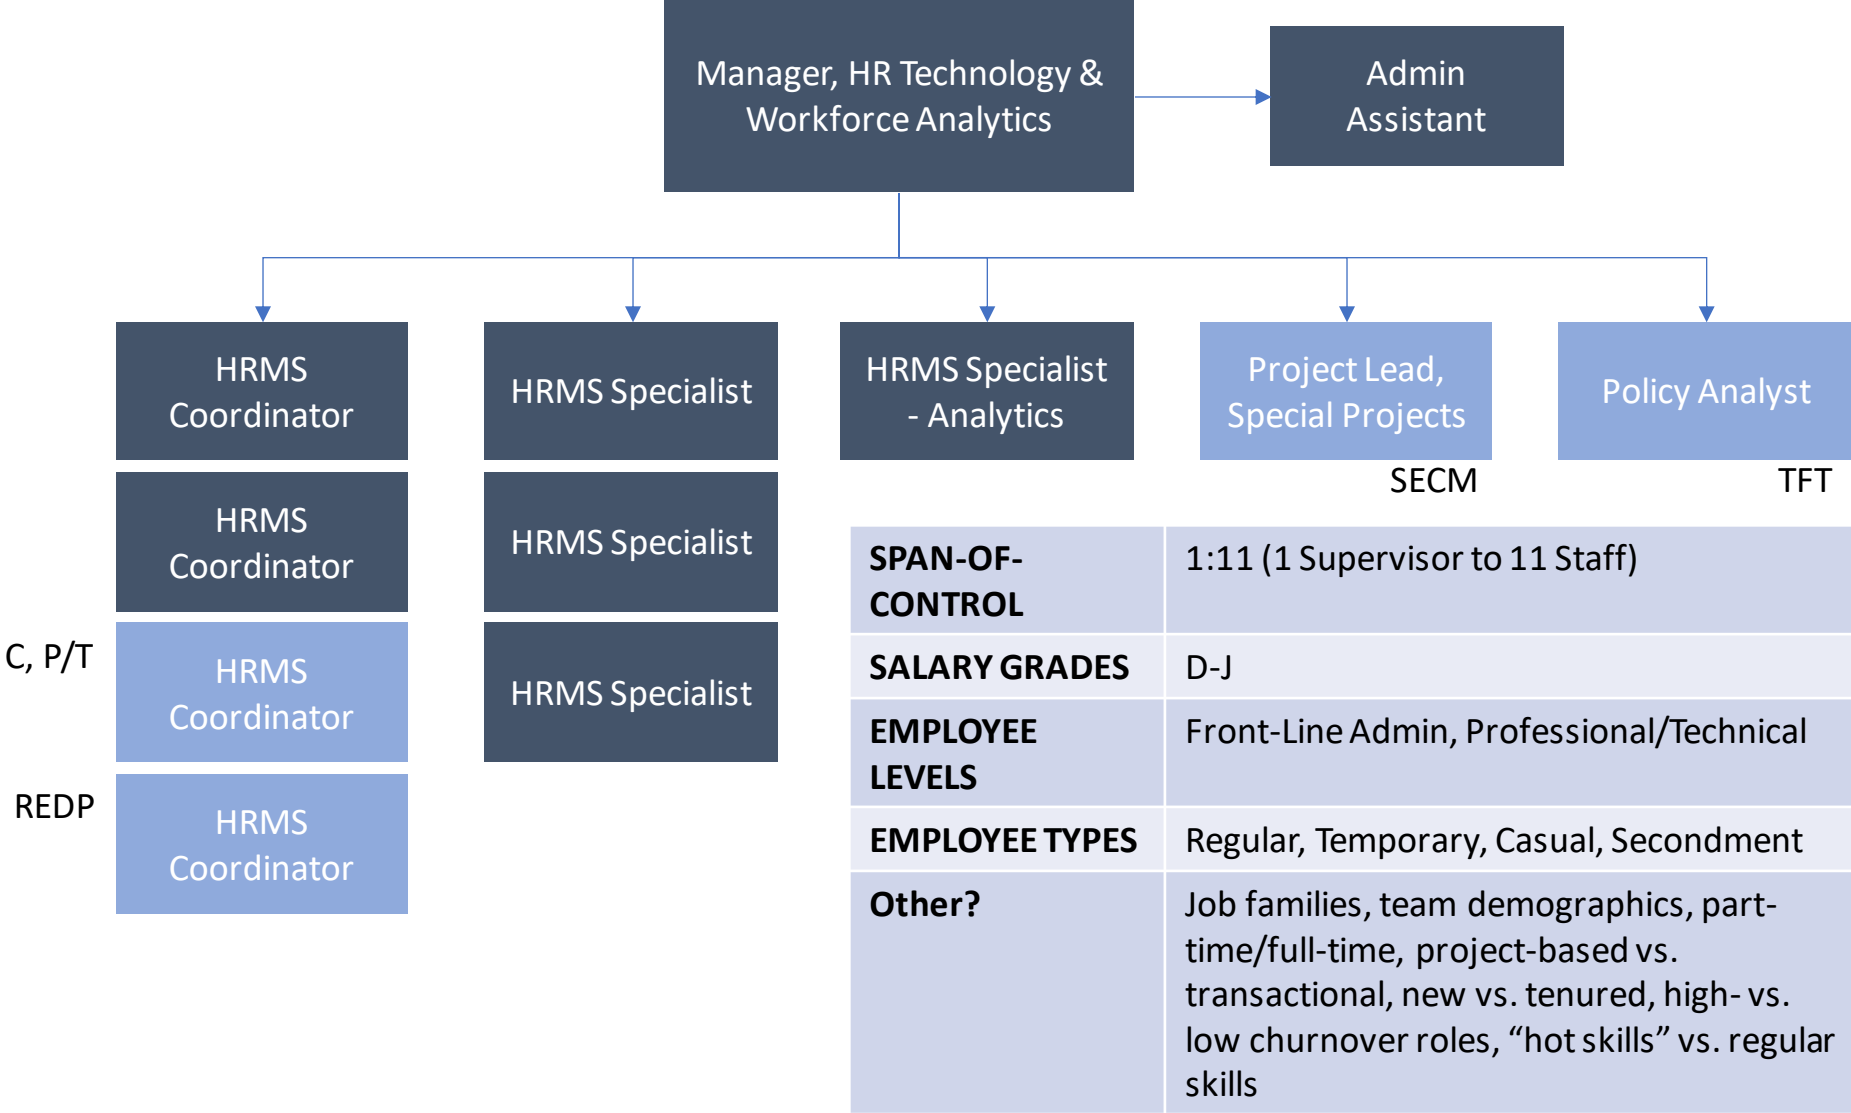 Manager, HR Technology &
Workforce Analytics
Admin
Assistant
HRMS
Coordinator
HRMS Specialist
HRMS Specialist
- Analytics
Project Lead,
Special Projects
Policy Analyst
SECM
TFT
HRMS
Coordinator
HRMS Specialist
C, P/T
HRMS
Coordinator
HRMS Specialist
REDP
HRMS
Coordinator
SPAN-OF-
CONTROL
1:11 (1 Supervisor to 11 Staff)
SALARY GRADES
D-J
EMPLOYEE
LEVELS
Front-Line Admin, Professional/Technical
EMPLOYEE TYPES
Regular, Temporary, Casual, Secondment
Other?
Job families, team demographics, part-
time/full-time, project-based vs.
transactional, new vs. tenured, high- vs.
low churnover roles, “hot skills” vs. regular
skills